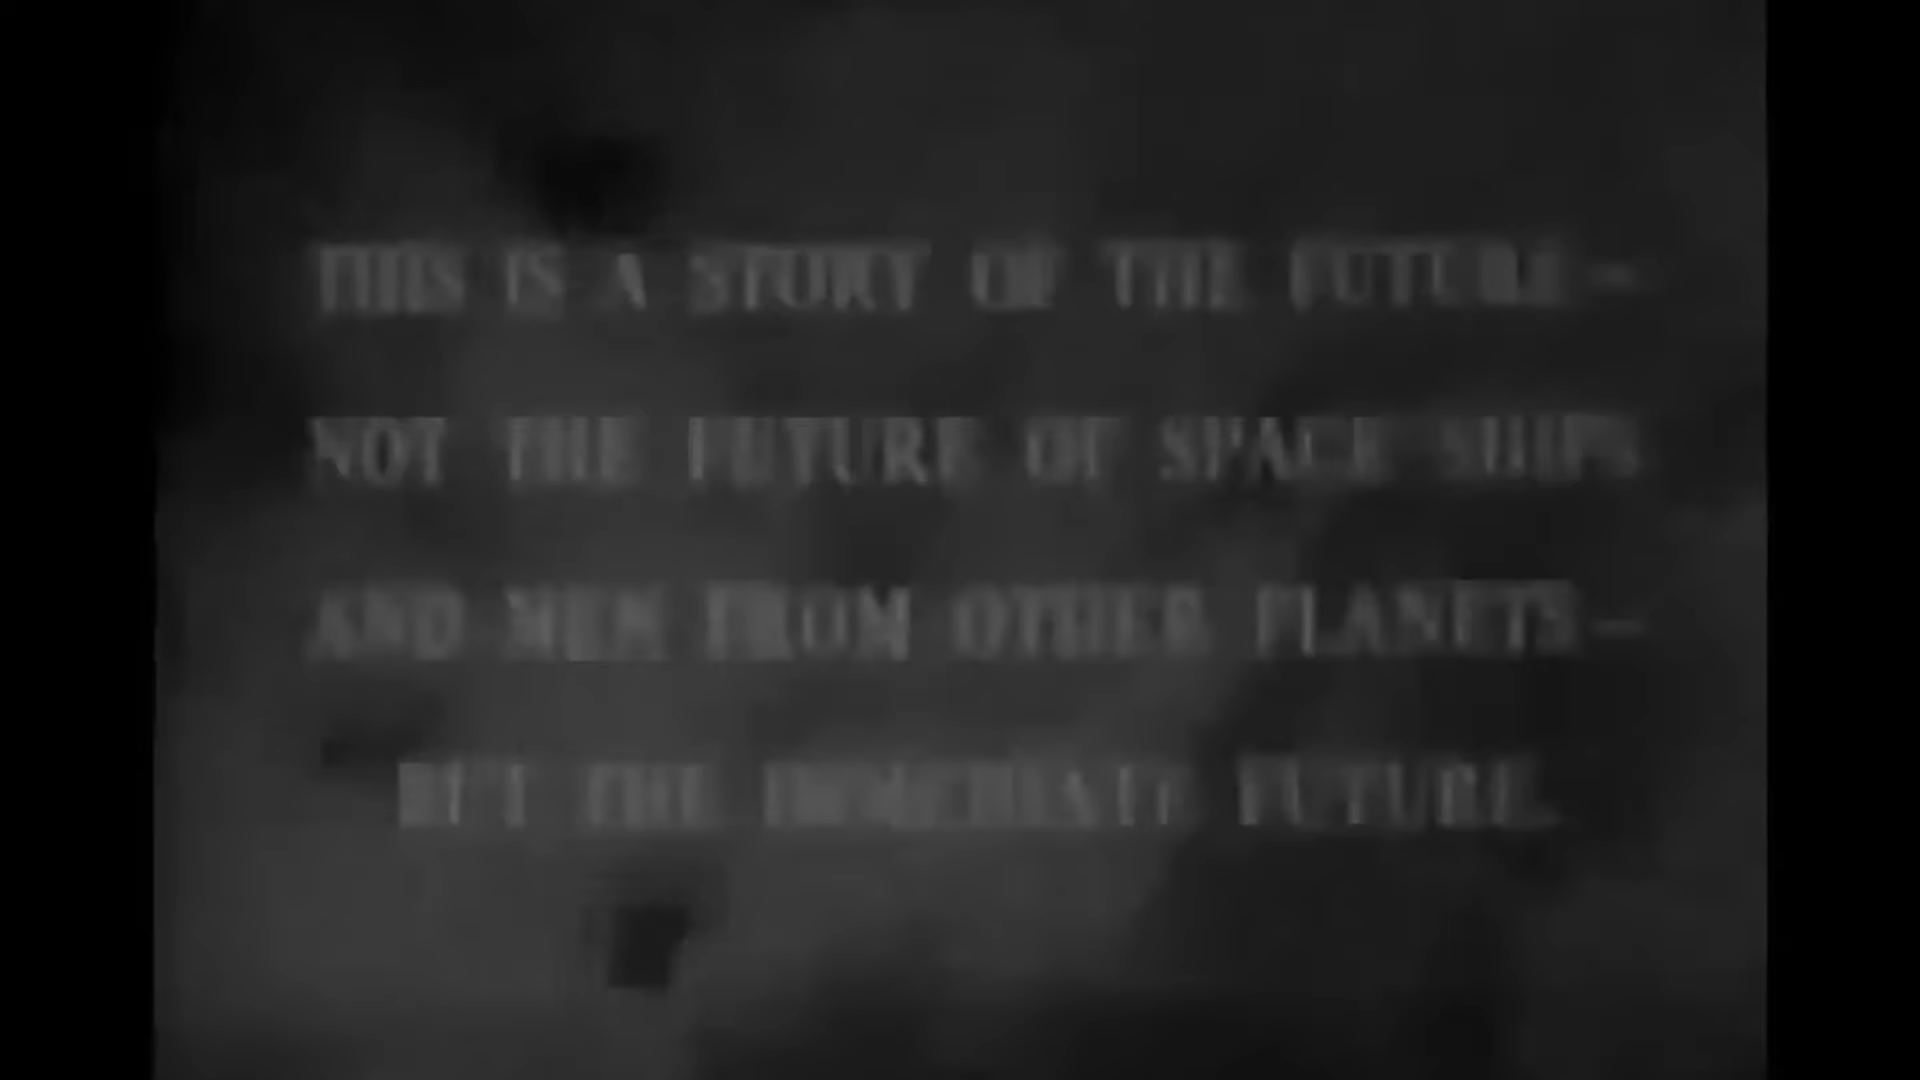 THIS IS A STORY OF THE FUTURE—
NOT THE FUTURE OF SPACE SHIPS
AND MEN FROM OTHER PLANETS—
BUT THE IMMEDIATE FUTURE.